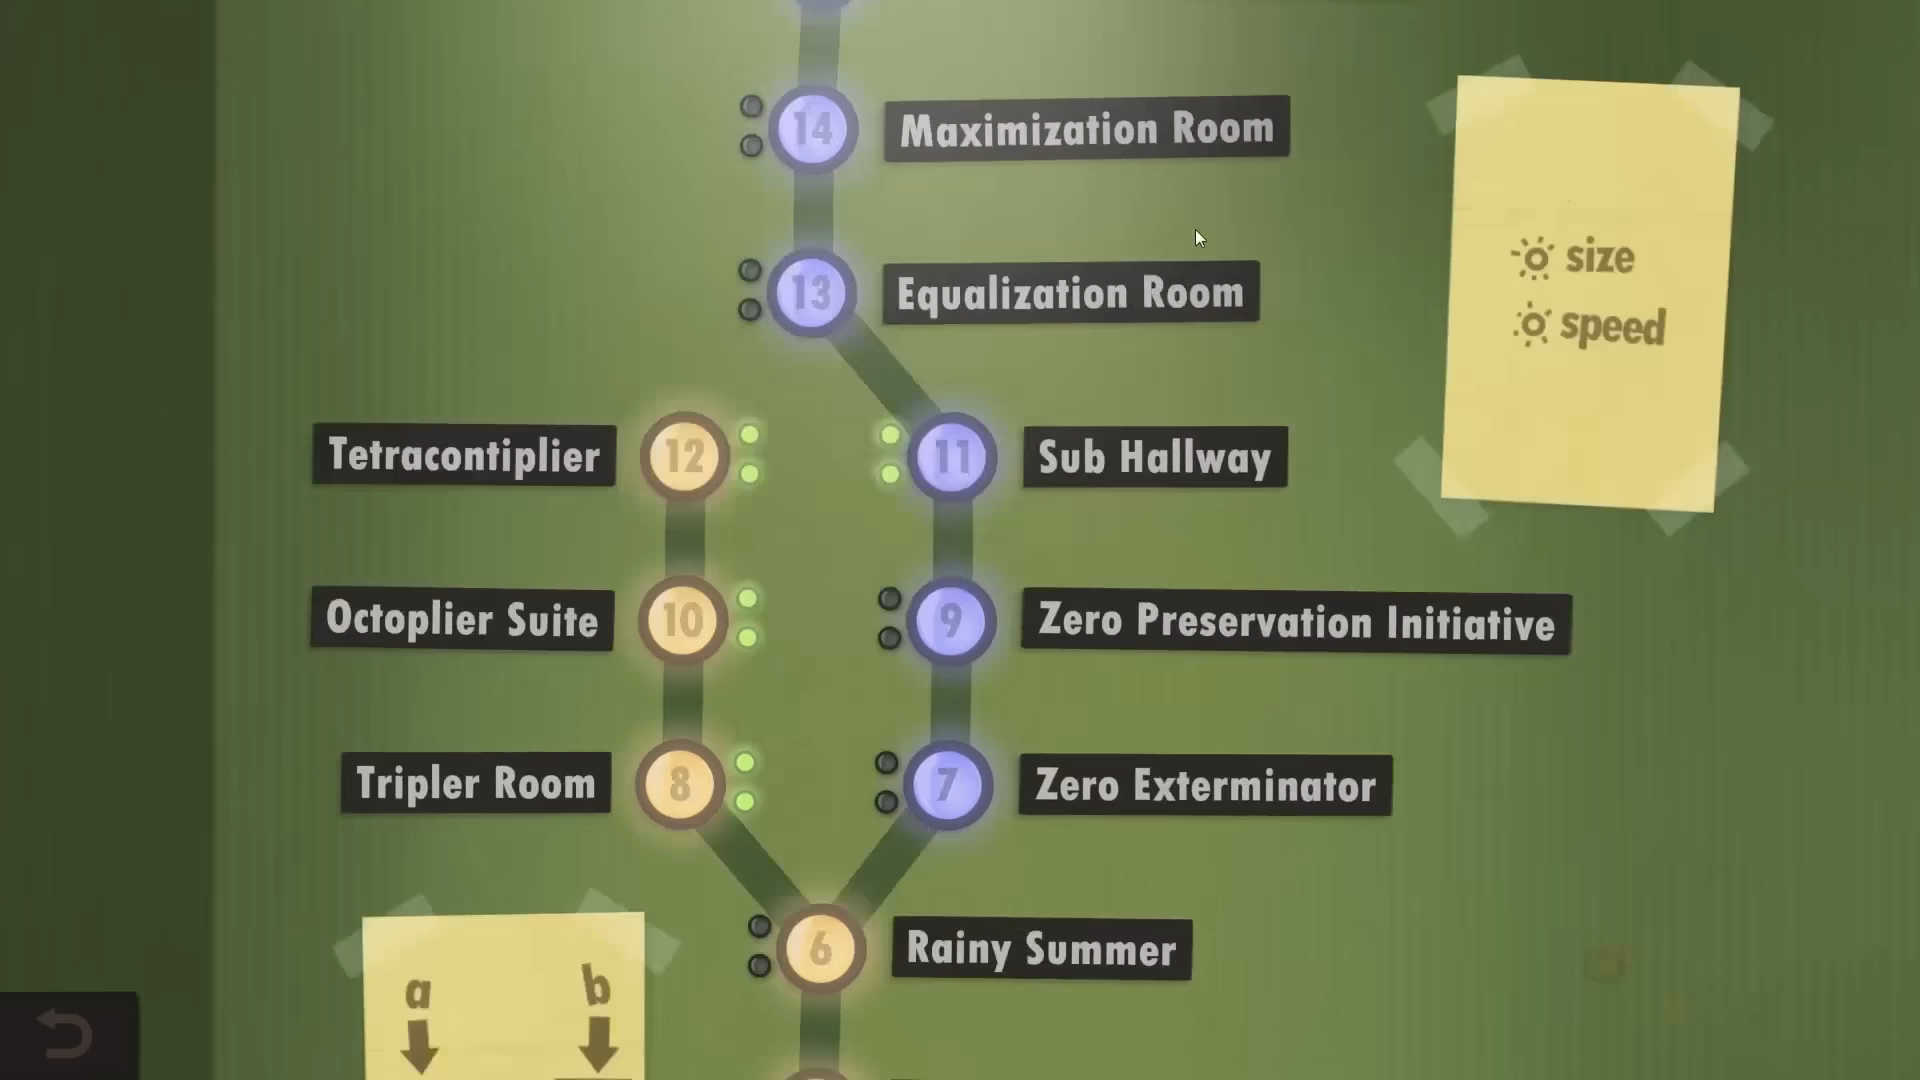 14 Maximization Room
13 Equalization Room
size
speed
Tetracontiplier 12
11 Sub Hallway
Octoplier Suite 10
9 Zero Preservation Initiative
Tripler Room 8
7 Zero Exterminator
6 Rainy Summer
a b